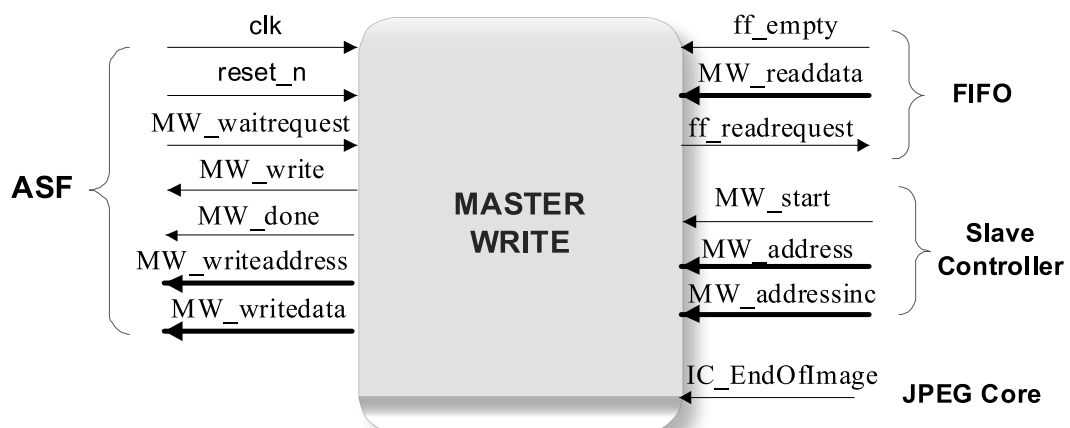 clk
reset_n
MW_waitrequest
MW_write
MW_done
MW_writeaddress
MW_writedata
ASF
MASTER
WRITE
ff_empty
MW_readdata
ff_readrequest
FIFO
MW_start
MW_address
MW_addressinc
Slave
Controller
IC_EndOfImage
JPEG Core